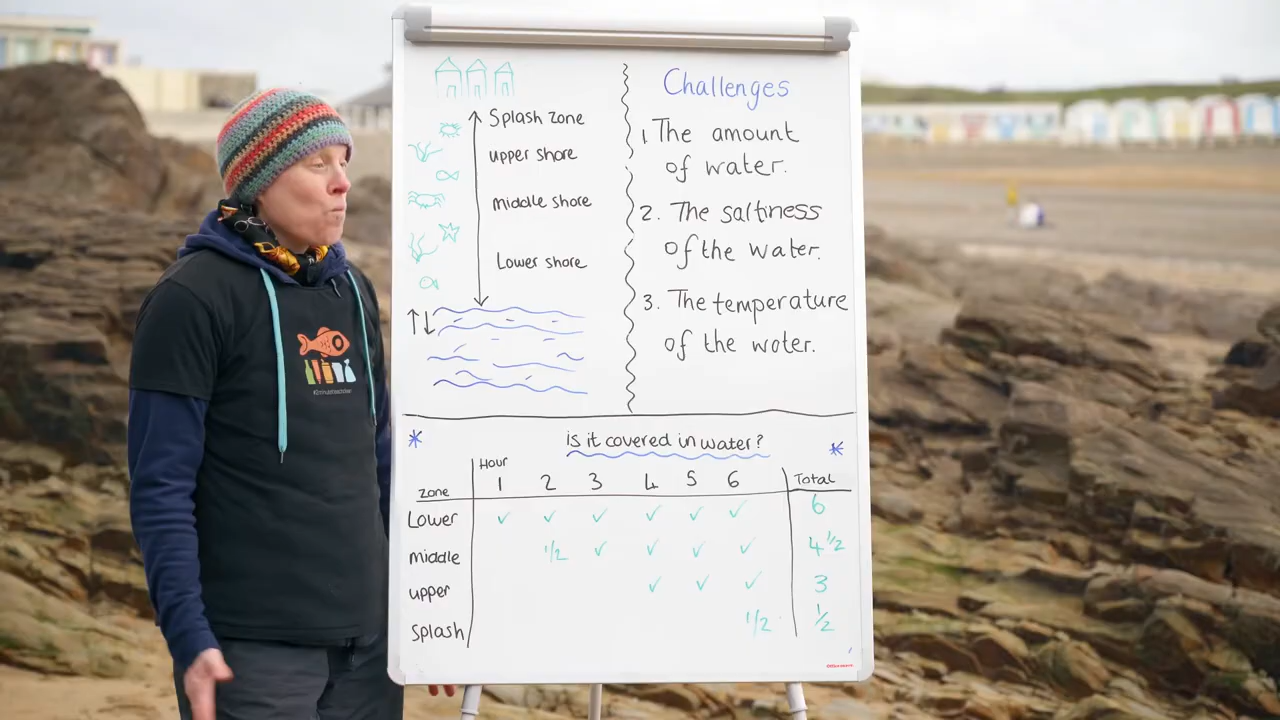 Splash zone
upper shore
middle shore
Lower shore
Challenges
1 The amount
of water.
2. The saltiness
of the water.
3. The temperature
of the water.
is it covered in water?
Hour
zone 1 2 3 4 5 6 Total
Lower ✓ ✓ ✓ ✓ ✓ ✓ 6
middle 1/2 ✓ ✓ ✓ ✓ 4 1/2
upper ✓ ✓ ✓ 3
Splash 1/2 1/2